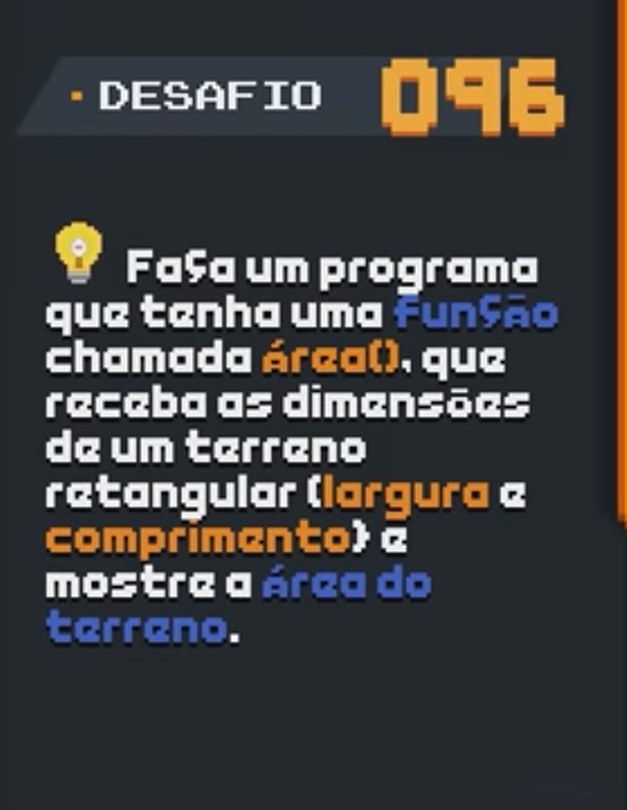 DESAFIO 096
Faça um programa
que tenha uma função
chamada área(), que
receba as dimensões
de um terreno
retangular (largura e
comprimento) e
mostre a área do
terreno.